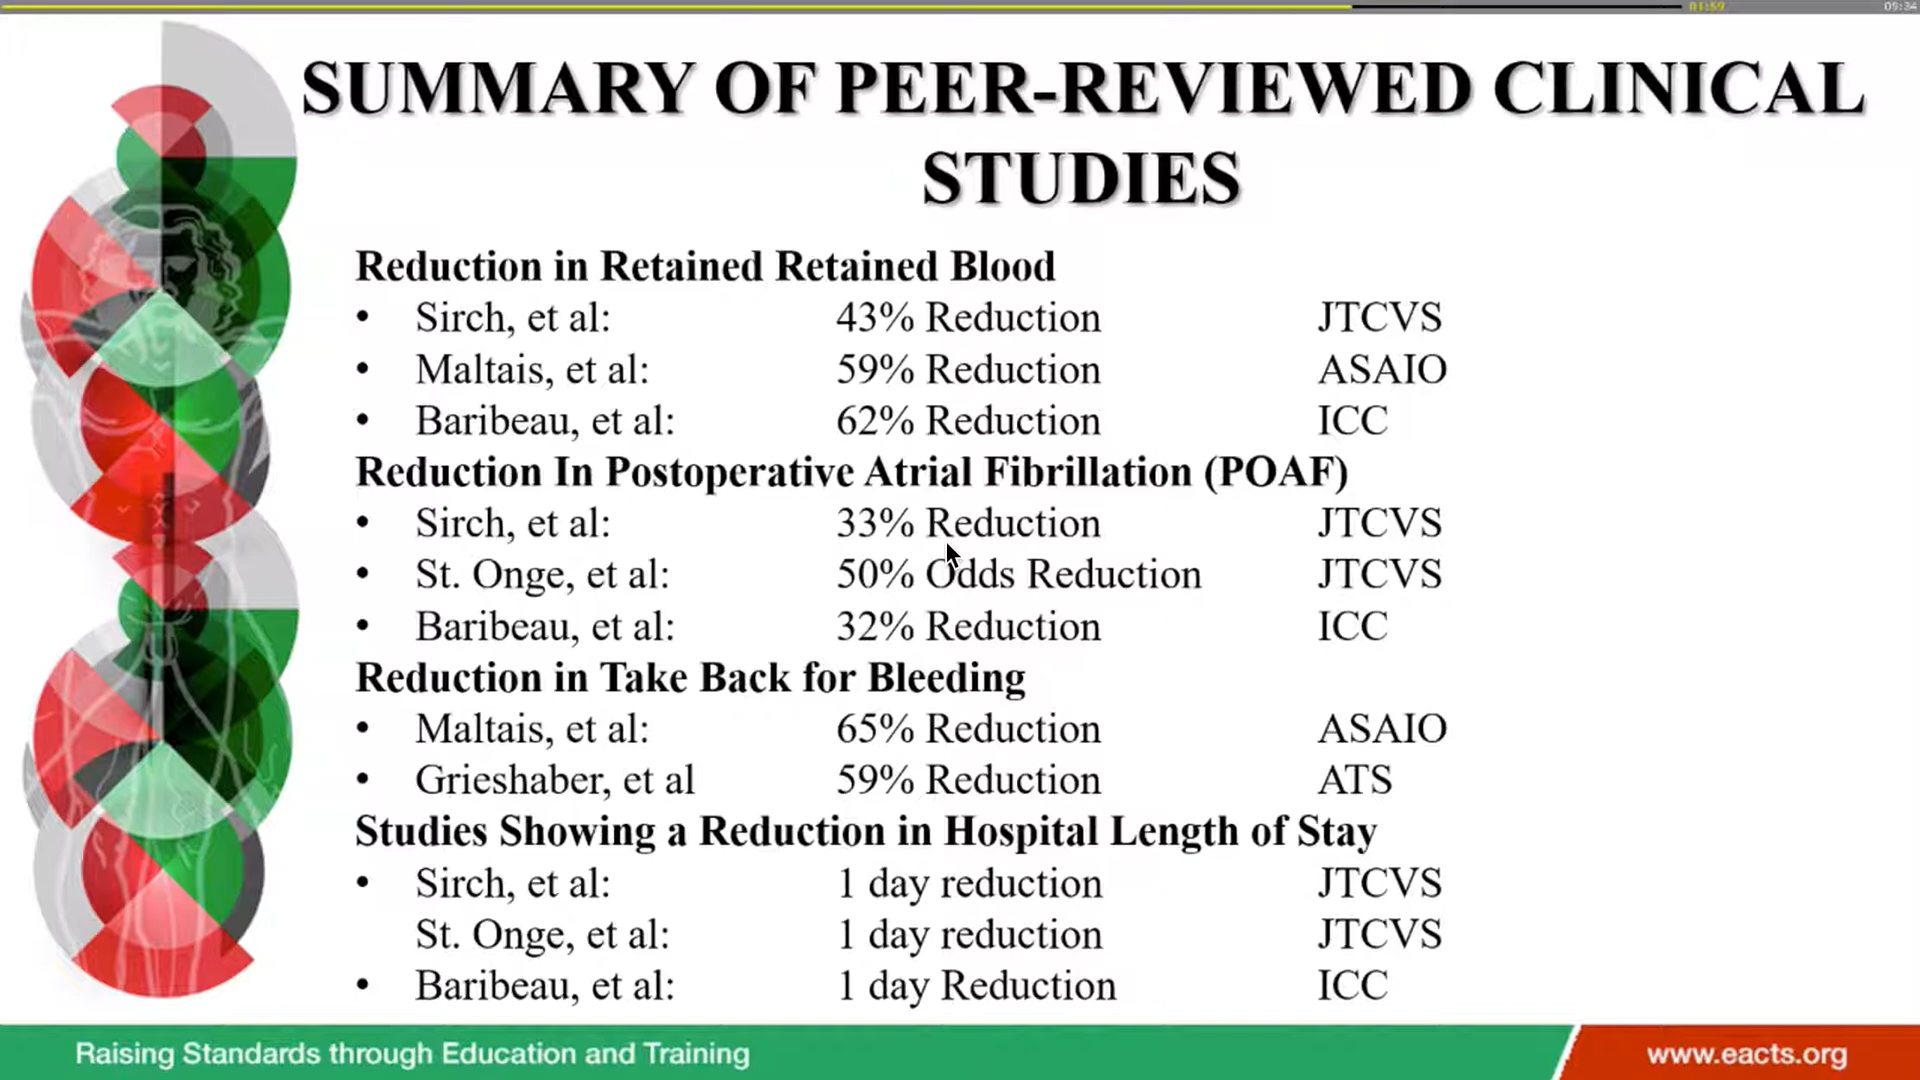 01:59 09:34
SUMMARY OF PEER-REVIEWED CLINICAL
STUDIES
Reduction in Retained Retained Blood
• Sirch, et al: 43% Reduction JTCVS
• Maltais, et al: 59% Reduction ASAIO
• Baribeau, et al: 62% Reduction ICC
Reduction In Postoperative Atrial Fibrillation (POAF)
• Sirch, et al: 33% Reduction JTCVS
• St. Onge, et al: 50% Odds Reduction JTCVS
• Baribeau, et al: 32% Reduction ICC
Reduction in Take Back for Bleeding
• Maltais, et al: 65% Reduction ASAIO
• Grieshaber, et al 59% Reduction ATS
Studies Showing a Reduction in Hospital Length of Stay
• Sirch, et al: 1 day reduction JTCVS
St. Onge, et al: 1 day reduction JTCVS
• Baribeau, et al: 1 day Reduction ICC
Raising Standards through Education and Training www.eacts.org